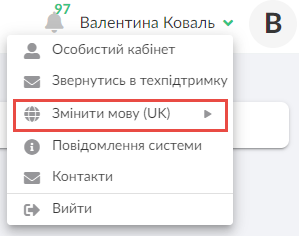 97
Валентина Коваль
В
Особистий кабінет
Звернутись в техпідтримку
Змінити мову (UK)
Повідомлення системи
Контакти
Вийти